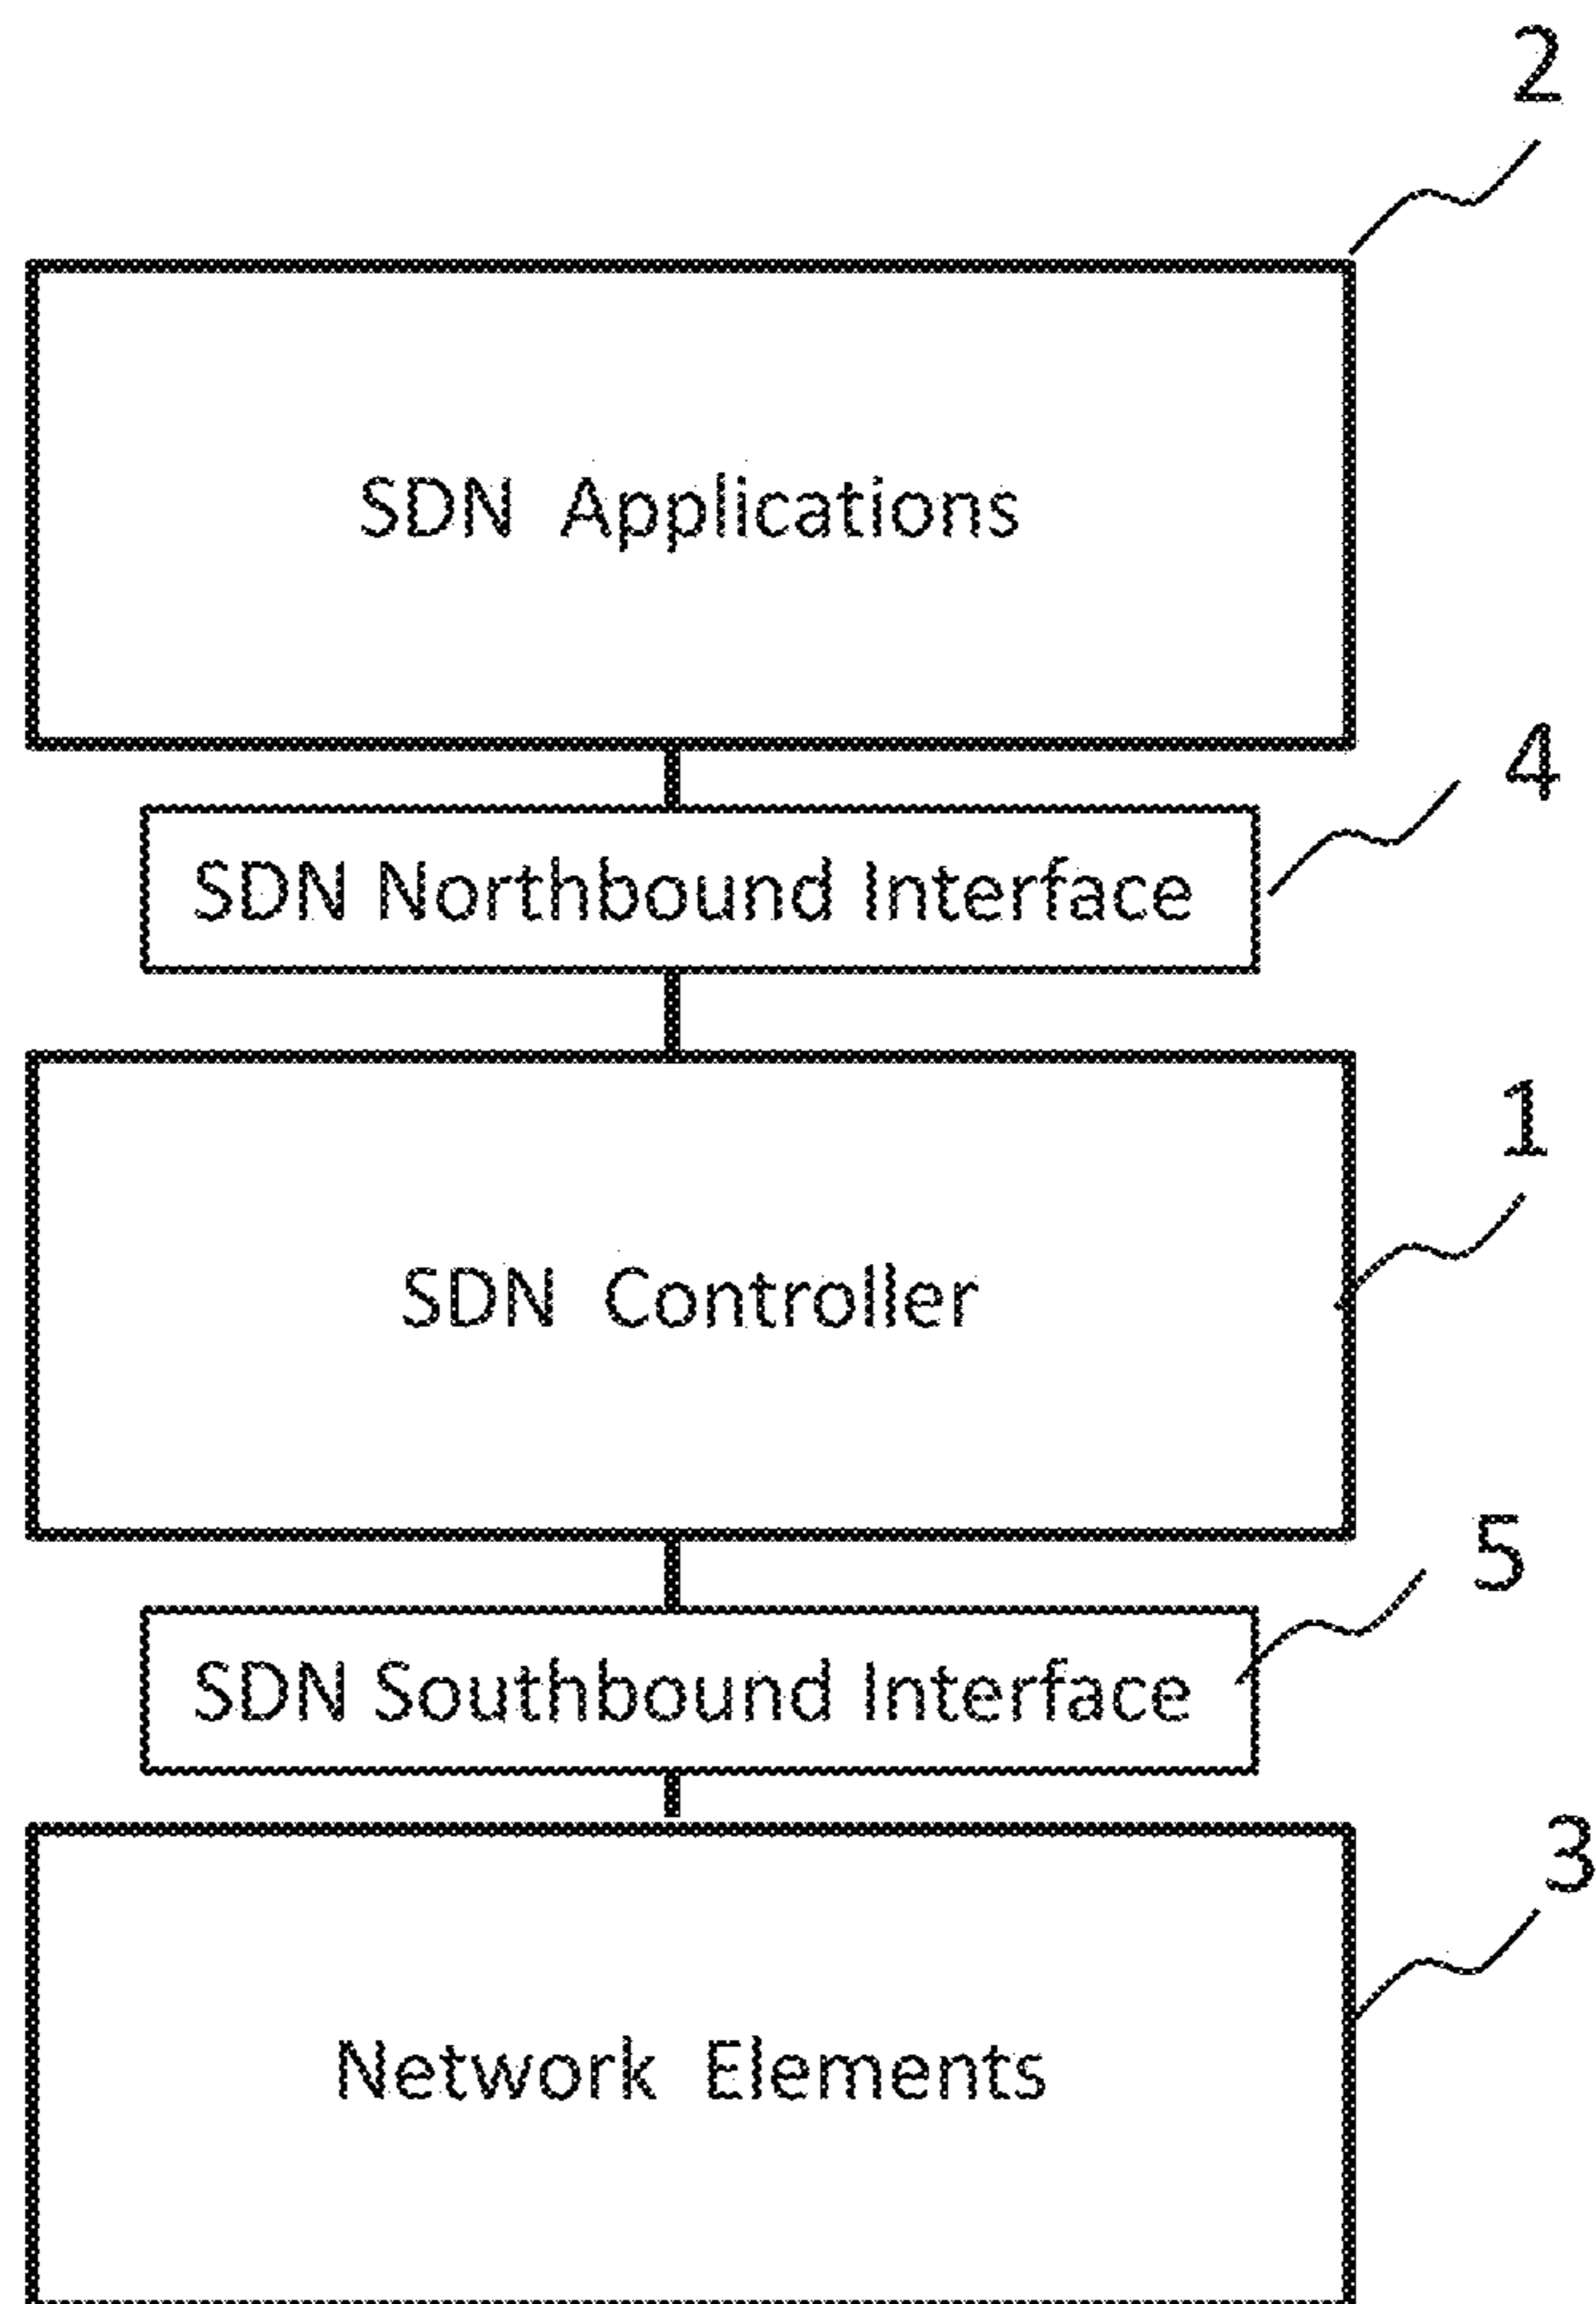 2
SDN Applications
4
SDN Northbound Interface
1
SDN Controller
5
SDN Southbound Interface
3
Network Elements